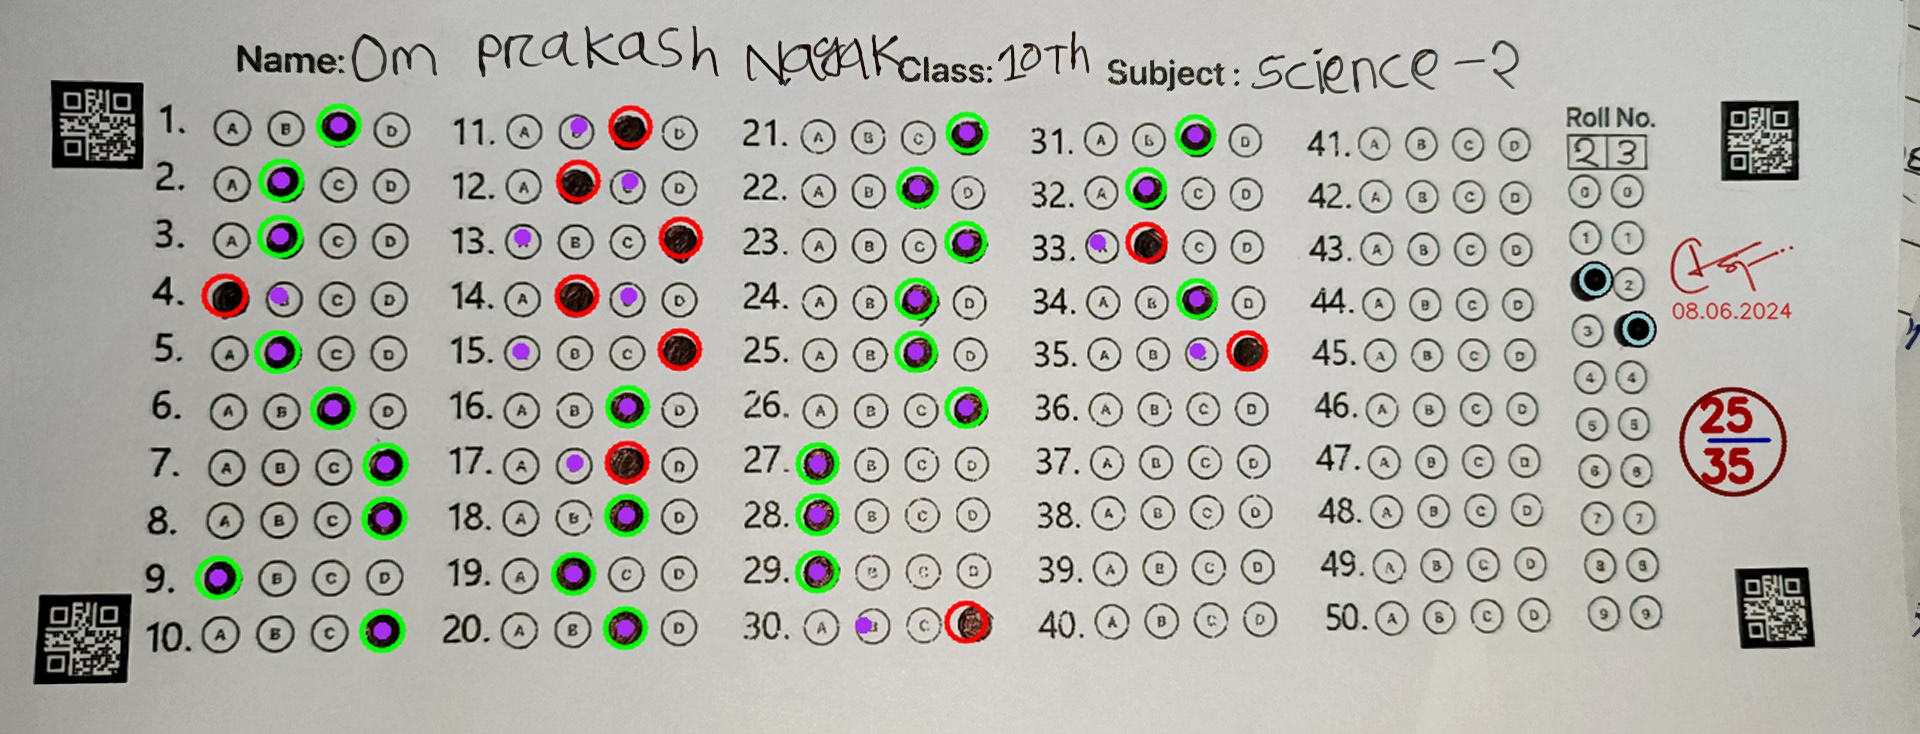 Name: Om prakash Nagak Class: 10Th Subject: Science-2
Roll No.
2 3
1. A B D
2. A C D
3. A C D
4. C D
5. A C D
6. A B D
7. A B C
8. A B C
9. B C D
10. A B C
11. A D
12. A D
13. B C
14. A D
15. B C
16. A B D
17. A D
18. A B D
19. A C D
20. A B D
21. A B C
22. A B D
23. A B C
24. A B D
25. A B D
26. A B C
27. B C D
28. B C D
29. B C D
30. A B C
31. A B D
32. A C D
33. C D
34. A B D
35. A B
36. A B C D
37. A B C D
38. A B C D
39. A B C D
40. A B C D
41. A B C D
42. A B C D
43. A B C D
44. A B C D
45. A B C D
46. A B C D
47. A B C D
48. A B C D
49. A B C D
50. A B C D
0 0
1 1
2
3
4 4
5 5
6 6
7 7
8 8
9 9
08.06.2024
25
35